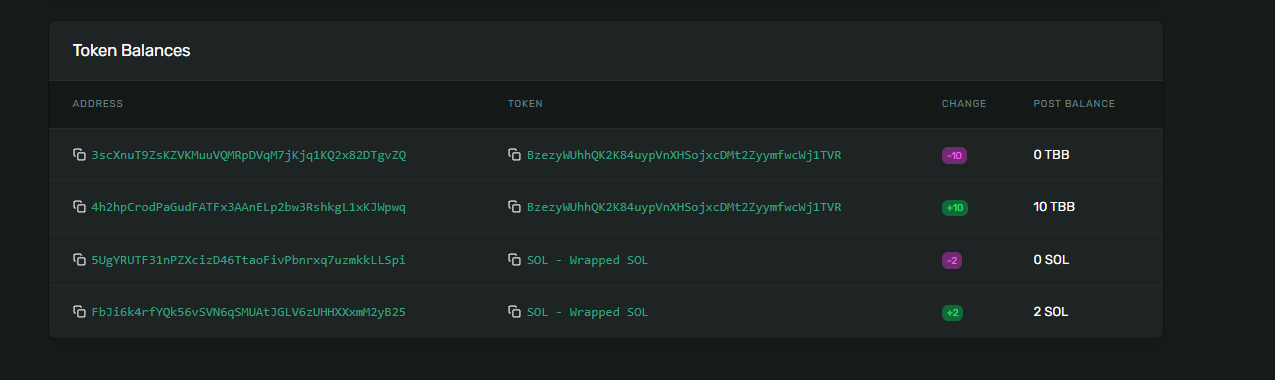 Token Balances
ADDRESS TOKEN CHANGE POST BALANCE
3scXnuT9ZsKZVKMuuVQMRpDVqM7jKjq1KQ2x82DTgvZQ BzezyWUhhQK2K84uypVnXHSojxcDMt2ZyymfwcWj1TVR -10 0 TBB
4h2hpCrodPaGudFATFx3AAnELp2bw3RshkgL1xKJWpwq BzezyWUhhQK2K84uypVnXHSojxcDMt2ZyymfwcWj1TVR +10 10 TBB
5UgYRUTF31nPZXcizD46TtaoFivPbnrxq7uzmkkLLSpi SOL - Wrapped SOL -2 0 SOL
FbJi6k4rfYQk56vSVN6qSMUAtJGLV6zUHHXXxmM2yB25 SOL - Wrapped SOL +2 2 SOL